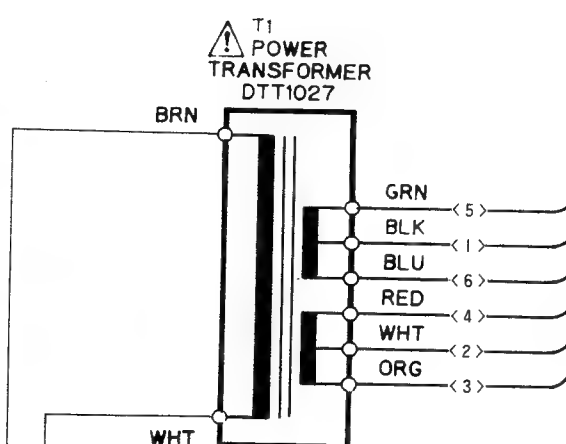 T1
POWER
TRANSFORMER
DTT1027
BRN
GRN
<5>
BLK
<1>
BLU
<6>
RED
<4>
WHT
<2>
ORG
<3>
WHT